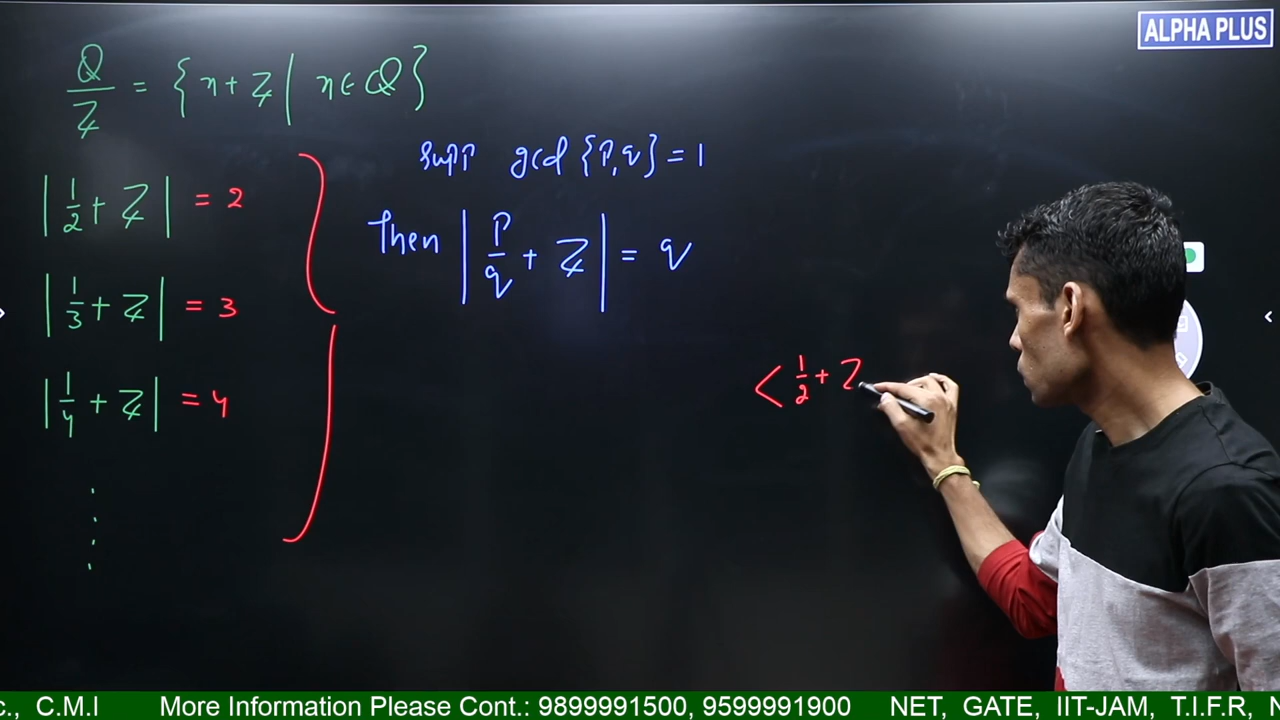 ALPHA PLUS
Q/Z = { x + Z | x ∈ Q }
supp gcd {P, q} = 1
| 1/2 + Z | = 2
Then | P/q + Z | = q
| 1/3 + Z | = 3
< 1/2 + Z
| 1/4 + Z | = 4
c., C.M.I More Information Please Cont.: 9899991500, 9599991900 NET, GATE, IIT-JAM, T.I.F.R, N